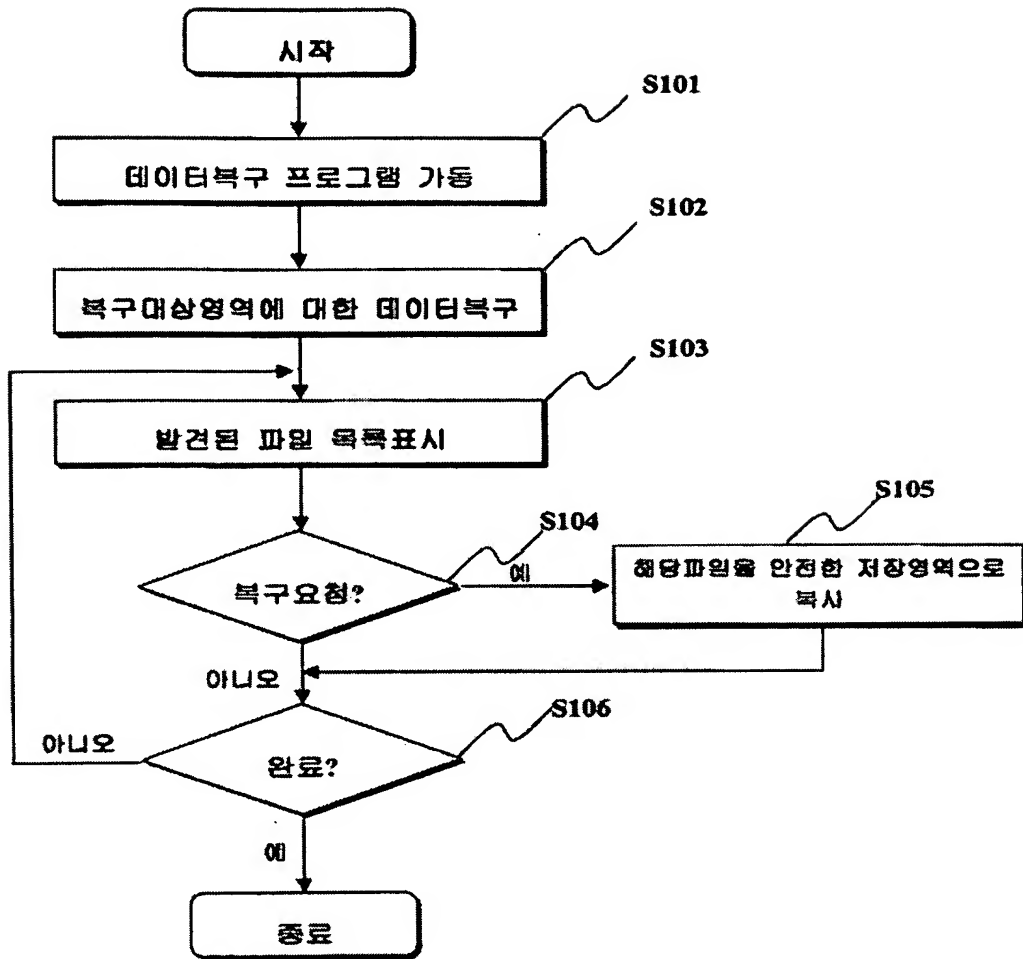 시작
S101
데이터복구 프로그램 가동
S102
복구대상영역에 대한 데이터복구
S103
발견된 파일 목록표시
S104
복구요청?
예
S105
해당파일을 안전한 저장영역으로
복사
아니오
S106
완료?
아니오
예
종료